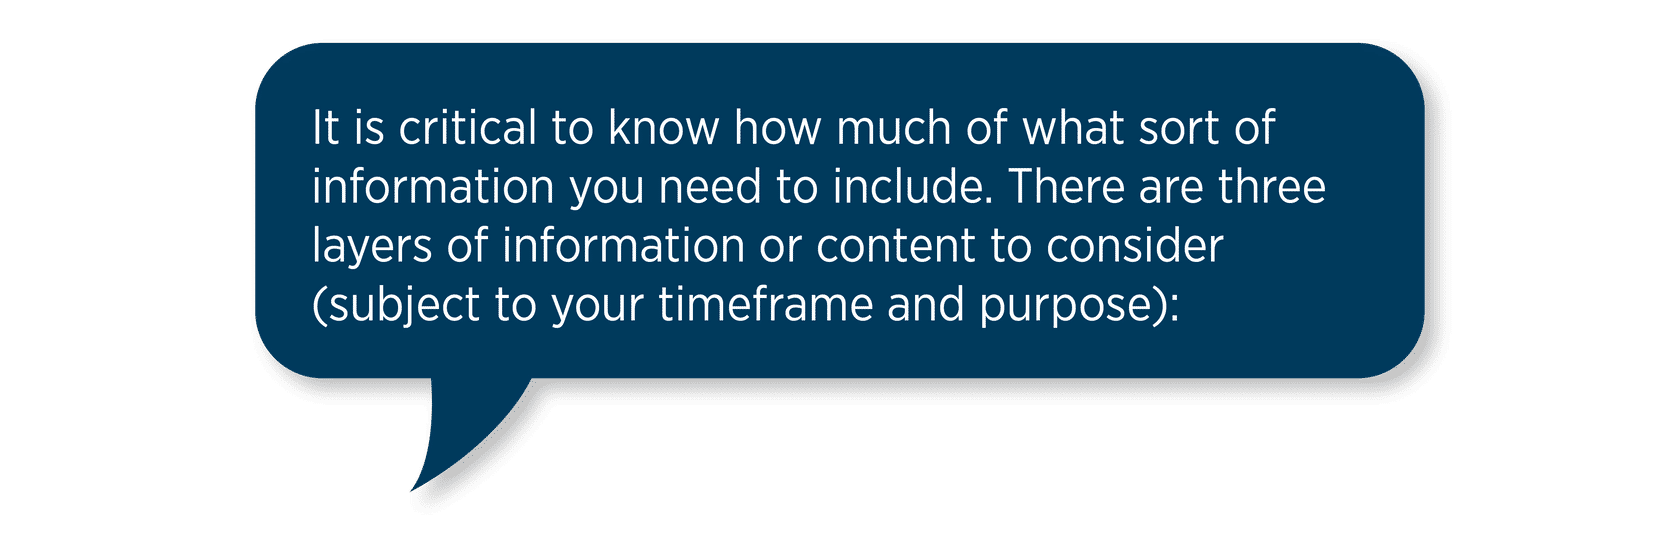 It is critical to know how much of what sort of
information you need to include. There are three
layers of information or content to consider
(subject to your timeframe and purpose):